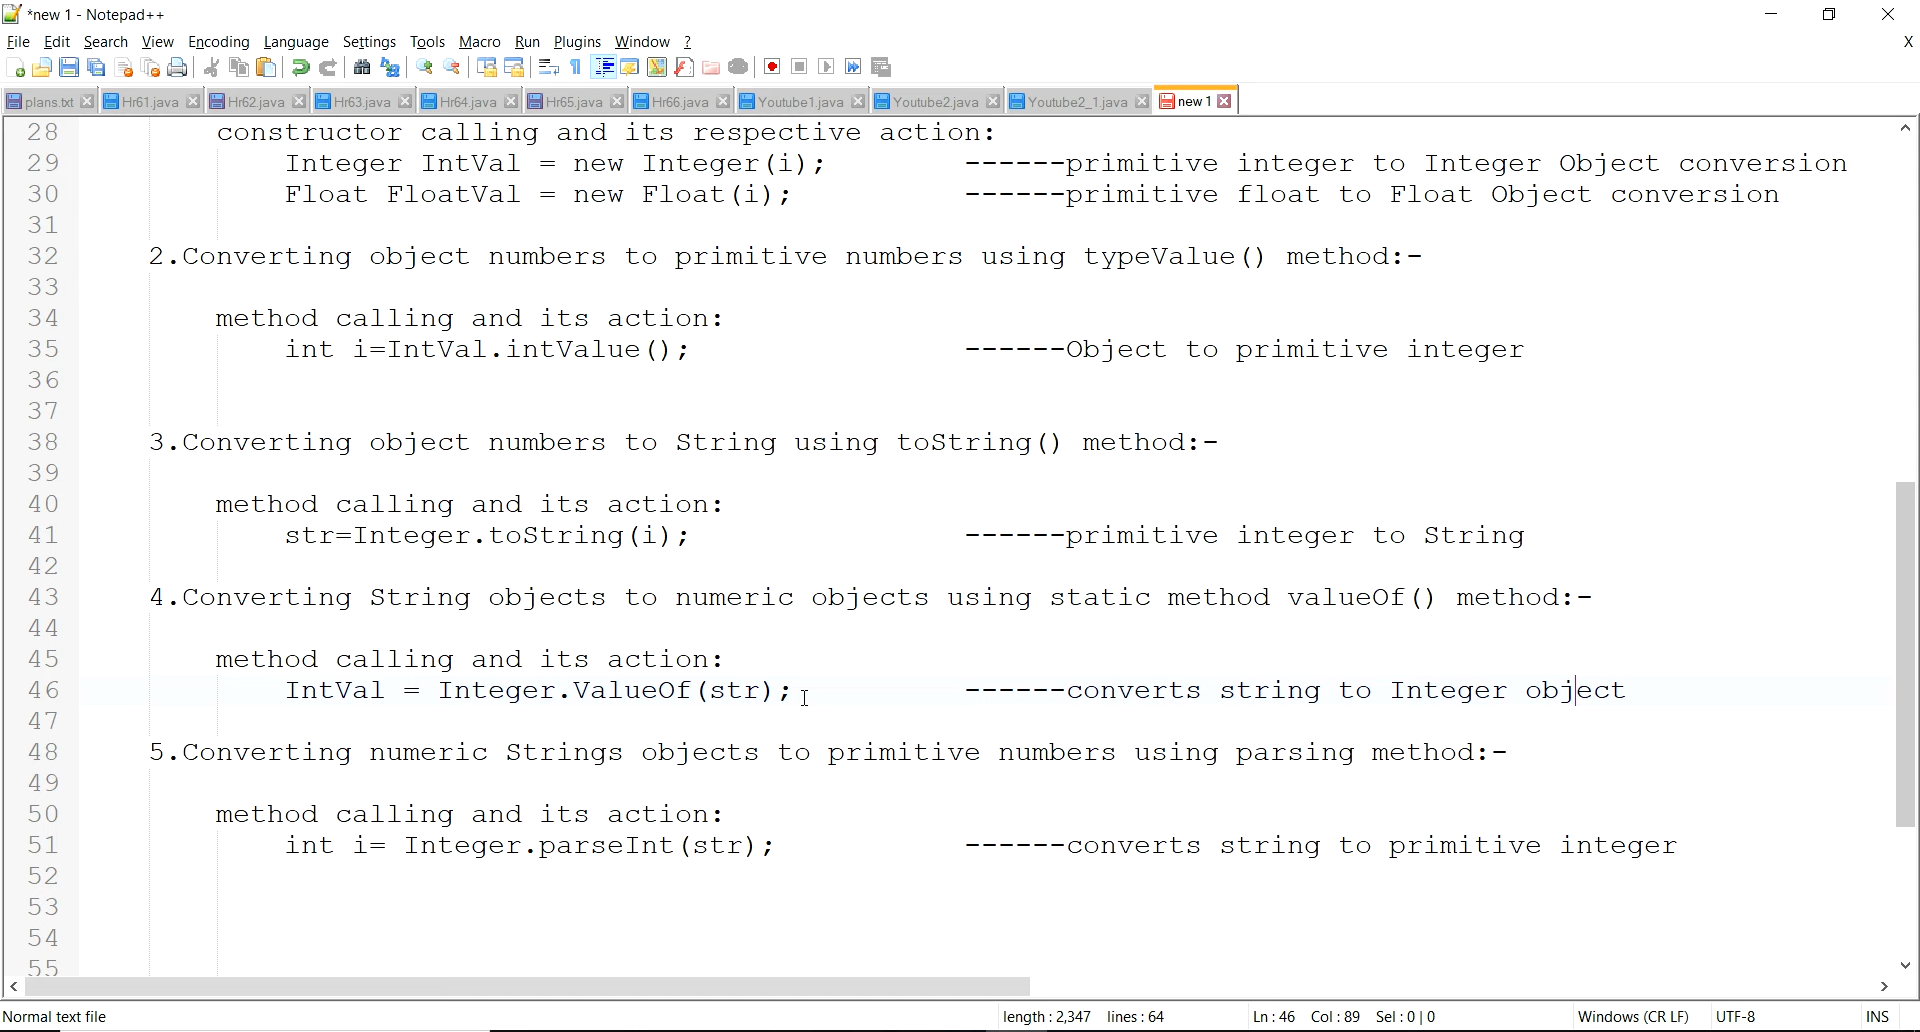 *new 1 - Notepad++
File Edit Search View Encoding Language Settings Tools Macro Run Plugins Window ? X
plans.txt Hr61.java Hr62.java Hr63.java Hr64.java Hr65.java Hr66.java Youtube1.java Youtube2.java Youtube2_1.java new 1
28 constructor calling and its respective action:
29 Integer IntVal = new Integer(i); ------primitive integer to Integer Object conversion
30 Float FloatVal = new Float(i); ------primitive float to Float Object conversion
31
32 2.Converting object numbers to primitive numbers using typeValue() method:-
33
34 method calling and its action:
35 int i=IntVal.intValue(); ------Object to primitive integer
36
37
38 3.Converting object numbers to String using toString() method:-
39
40 method calling and its action:
41 str=Integer.toString(i); ------primitive integer to String
42
43 4.Converting String objects to numeric objects using static method valueOf() method:-
44
45 method calling and its action:
46 IntVal = Integer.ValueOf(str); ------converts string to Integer object
47
48 5.Converting numeric Strings objects to primitive numbers using parsing method:-
49
50 method calling and its action:
51 int i= Integer.parseInt(str); ------converts string to primitive integer
52
53
54
55
Normal text file length : 2,347 lines : 64 Ln : 46 Col : 89 Sel : 0 | 0 Windows (CR LF) UTF-8 INS